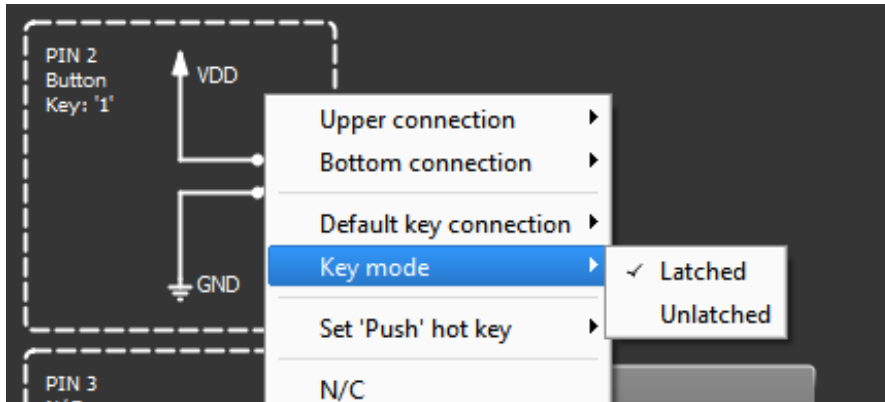 PIN 2
Button
Key: '1'
VDD
GND
Upper connection
Bottom connection
Default key connection
Key mode
Set 'Push' hot key
N/C
Latched
Unlatched
PIN 3